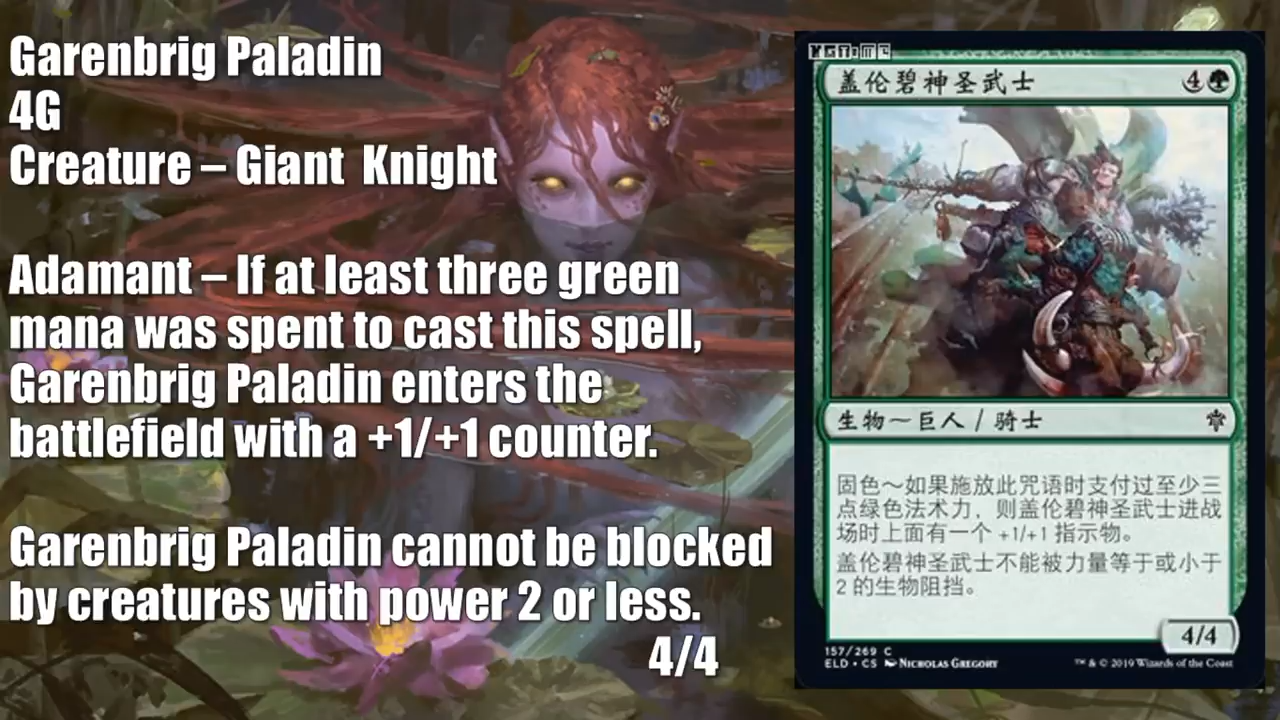 Garenbrig Paladin
4G
Creature – Giant  Knight
Adamant – If at least three green
mana was spent to cast this spell,
Garenbrig Paladin enters the
battlefield with a +1/+1 counter.
Garenbrig Paladin cannot be blocked
by creatures with power 2 or less.
4/4
盖伦碧神圣武士 4
生物～巨人 / 骑士
固色～如果施放此咒语时支付过至少三
点绿色法术力，则盖伦碧神圣武士进战
场时上面有一个 +1/+1 指示物。
盖伦碧神圣武士不能被力量等于或小于
2 的生物阻挡。
4/4
157/269 C
ELD • CS Nicholas Gregory
™ & © 2019 Wizards of the Coast